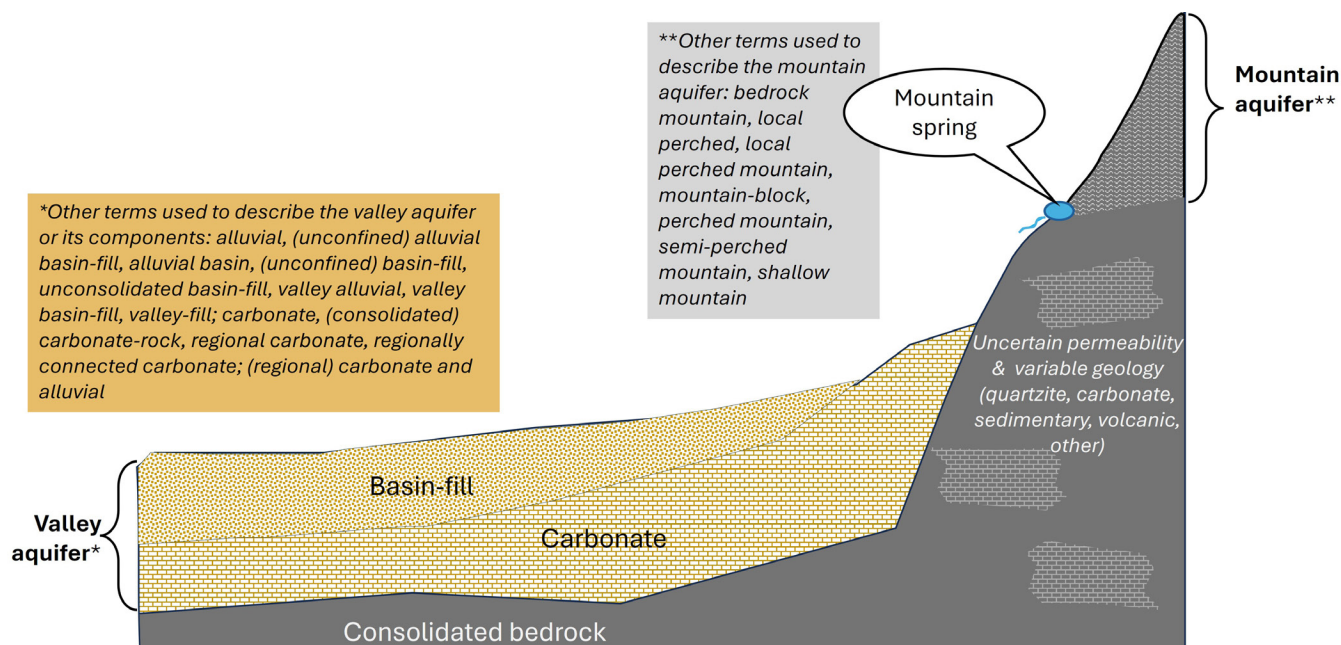 **Other terms used to
describe the mountain
aquifer: bedrock
mountain, local
perched, local
perched mountain,
mountain-block,
perched mountain,
semi-perched
mountain, shallow
mountain
Mountain
spring
Mountain
aquifer**
*Other terms used to describe the valley aquifer
or its components: alluvial, (unconfined) alluvial
basin-fill, alluvial basin, (unconfined) basin-fill,
unconsolidated basin-fill, valley alluvial, valley
basin-fill, valley-fill; carbonate, (consolidated)
carbonate-rock, regional carbonate, regionally
connected carbonate; (regional) carbonate and
alluvial
Uncertain permeability
& variable geology
(quartzite, carbonate,
sedimentary, volcanic,
other)
Basin-fill
Valley
aquifer*
Carbonate
Consolidated bedrock